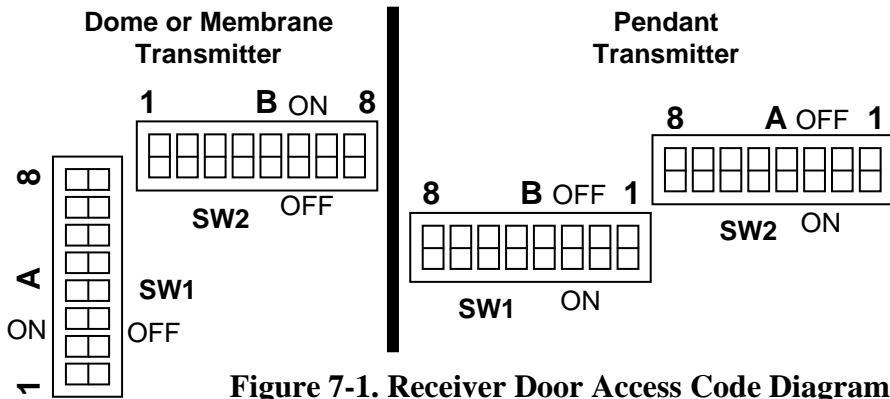 Dome or Membrane
Transmitter
1 B ON 8
OFF
SW2
8
A
SW1
ON OFF
1
Pendant
Transmitter
8 A OFF 1
SW2 ON
8 B OFF 1
SW1 ON
Figure 7-1. Receiver Door Access Code Diagram